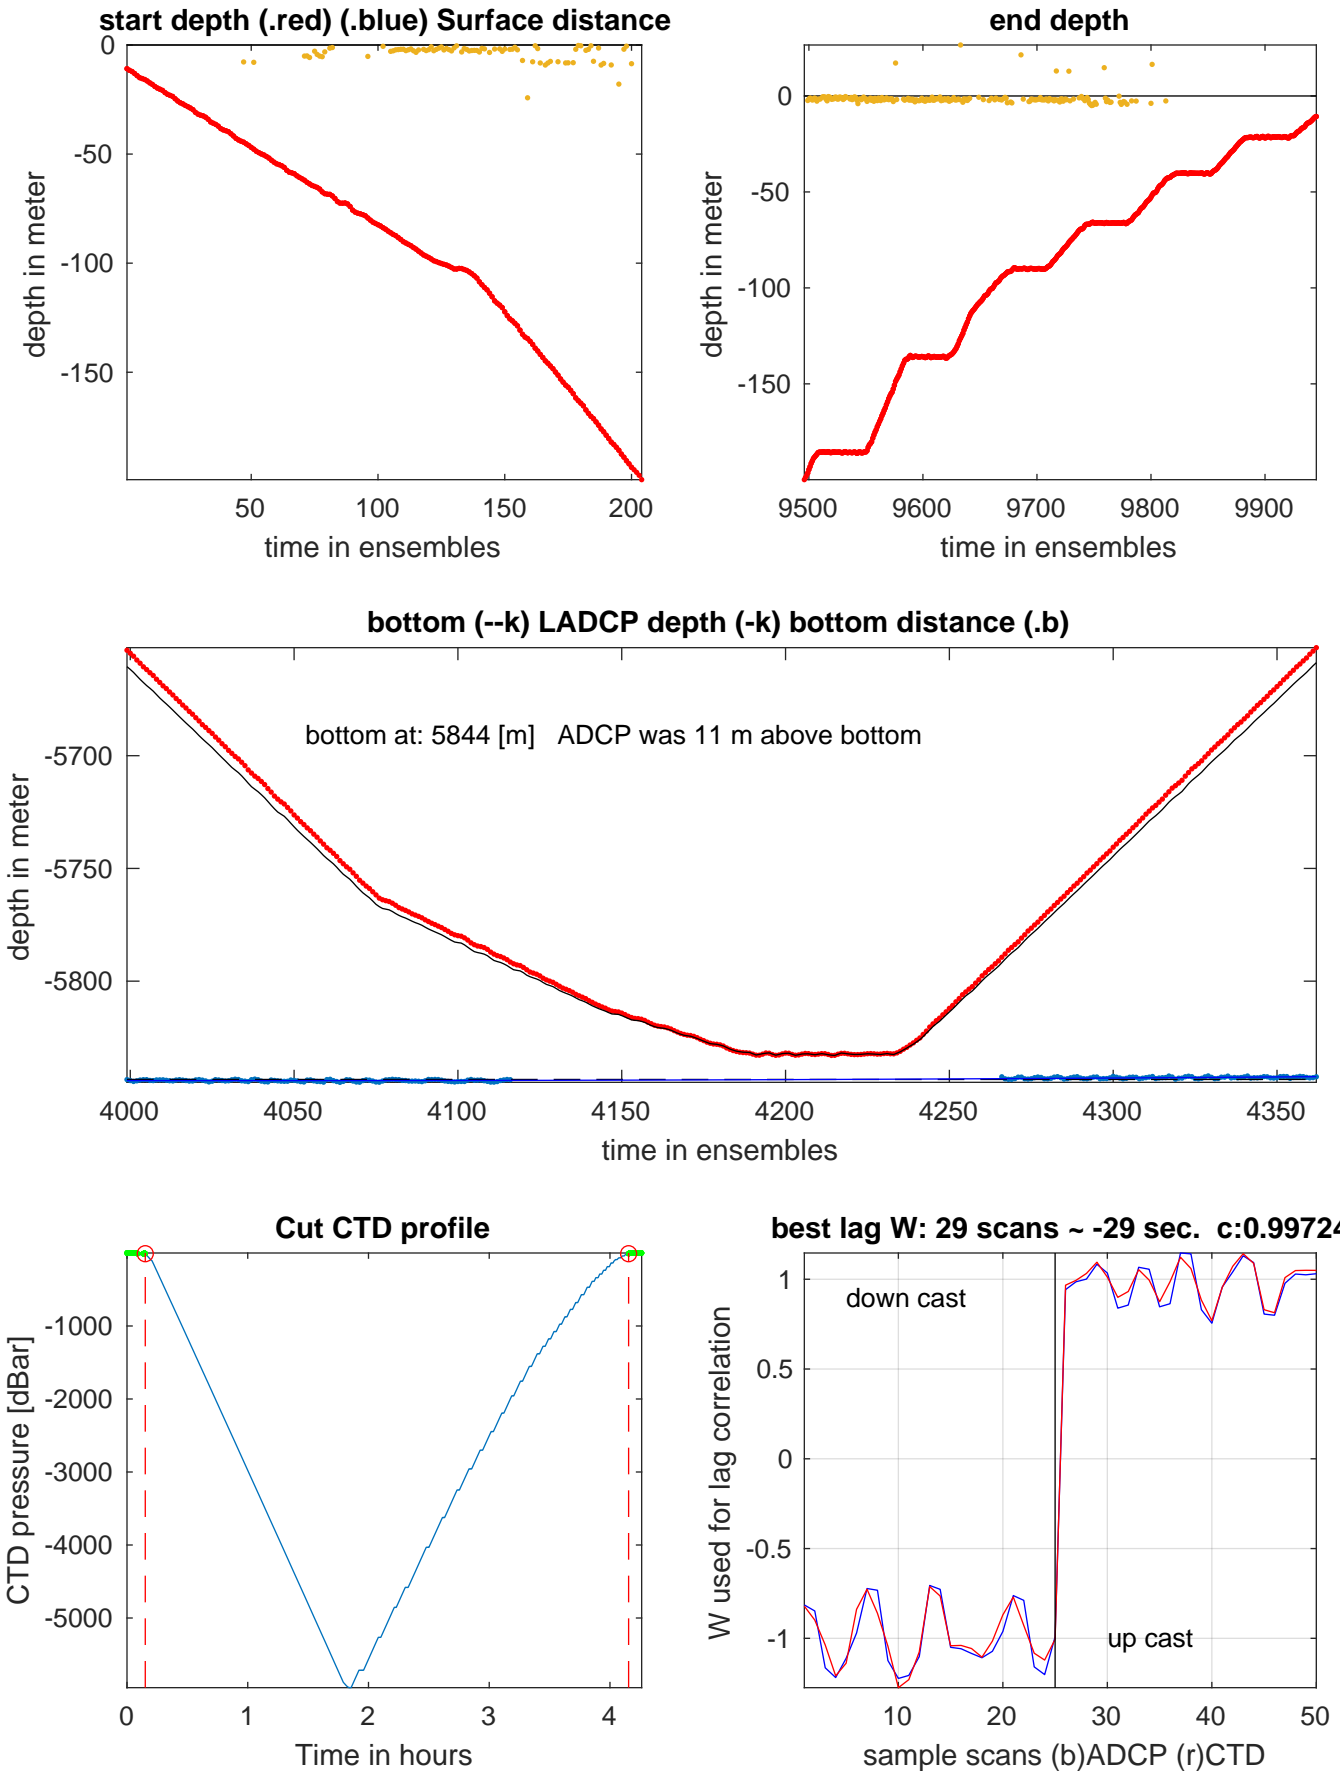 start depth (.red) (.blue) Surface distance
0
-50
-100
-150
depth in meter
50
100
150
200
time in ensembles
end depth
0
-50
-100
-150
depth in meter
9500
9600
9700
9800
9900
time in ensembles
bottom (--k) LADCP depth (-k) bottom distance (.b)
bottom at: 5844 [m] ADCP was 11 m above bottom
-5700
-5750
-5800
depth in meter
4000
4050
4100
4150
4200
4250
4300
4350
time in ensembles
Cut CTD profile
-1000
-2000
-3000
-4000
-5000
CTD pressure [dBar]
0
1
2
3
4
Time in hours
best lag W: 29 scans ~ -29 sec. c:0.99724
down cast
up cast
1
0.5
0
-0.5
-1
W used for lag correlation
10
20
30
40
50
sample scans (b)ADCP (r)CTD